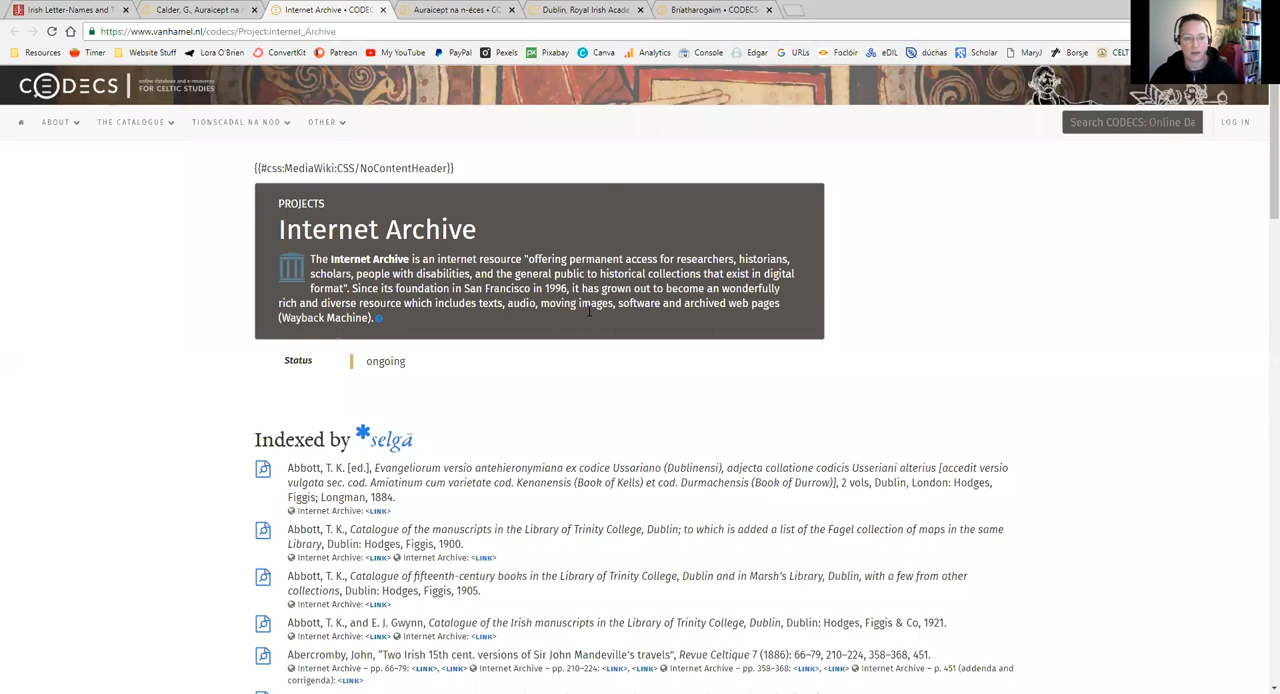 Irish Letter-Names and T
Calder, G., Auraicept na n
Internet Archive • CODEC
Auraicept na n-éces • CO
Dublin, Royal Irish Acade
Bríatharogaim • CODECS
https://www.vanhamel.nl/codecs/Project:Internet_Archive
Resources Timer Website Stuff Lora O'Brien ConvertKit Patreon My YouTube PayPal Pexels Pixabay Canva Analytics Console Edgar URLs Foclóir eDIL dúchas Scholar MaryJ Borsje CELT
CODECS online database and e-resources
FOR CELTIC STUDIES
ABOUT THE CATALOGUE TIONSCADAL NA NOD OTHER Search CODECS: Online Da LOG IN
{{#css:MediaWiki:CSS/NoContentHeader}}
PROJECTS
Internet Archive
The Internet Archive is an internet resource "offering permanent access for researchers, historians,
scholars, people with disabilities, and the general public to historical collections that exist in digital
format". Since its foundation in San Francisco in 1996, it has grown out to become an wonderfully
rich and diverse resource which includes texts, audio, moving images, software and archived web pages
(Wayback Machine).
Status ongoing
Indexed by *selgā
Abbott, T. K. [ed.], Evangeliorum versio antehieronymiana ex codice Ussariano (Dublinensi), adjecta collatione codicis Usseriani alterius [accedit versio
vulgata sec. cod. Amiatinum cum varietate cod. Kenanensis (Book of Kells) et cod. Durmachensis (Book of Durrow)], 2 vols, Dublin, London: Hodges,
Figgis; Longman, 1884.
Internet Archive: <LINK>
Abbott, T. K., Catalogue of the manuscripts in the Library of Trinity College, Dublin; to which is added a list of the Fagel collection of maps in the same
Library, Dublin: Hodges, Figgis, 1900.
Internet Archive: <LINK> Internet Archive: <LINK>
Abbott, T. K., Catalogue of fifteenth-century books in the Library of Trinity College, Dublin and in Marsh's Library, Dublin, with a few from other
collections, Dublin: Hodges, Figgis, 1905.
Internet Archive: <LINK>
Abbott, T. K., and E. J. Gwynn, Catalogue of the Irish manuscripts in the Library of Trinity College, Dublin, Dublin: Hodges, Figgis & Co, 1921.
Internet Archive: <LINK> Internet Archive: <LINK>
Abercromby, John, "Two Irish 15th cent. versions of Sir John Mandeville's travels", Revue Celtique 7 (1886): 66–79, 210–224, 358–368, 451.
Internet Archive – pp. 66–79: <LINK>, <LINK> Internet Archive – pp. 210–224: <LINK>, <LINK> Internet Archive – pp. 358–368: <LINK>, <LINK> Internet Archive – p. 451 (addenda and
corrigenda): <LINK>